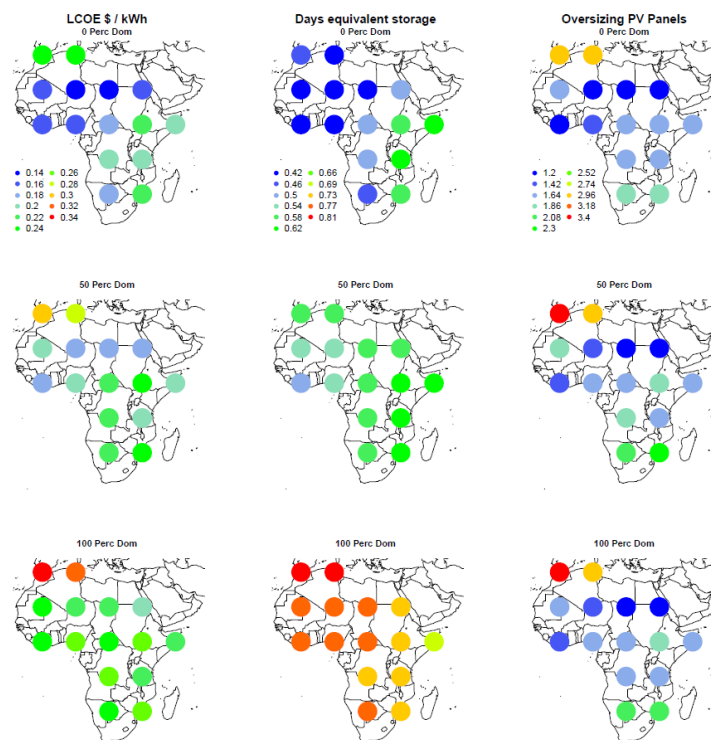 LCOE $ / kWh
0 Perc Dom
0.14 0.26
0.16 0.28
0.18 0.3
0.2 0.32
0.22 0.34
0.24
Days equivalent storage
0 Perc Dom
0.42 0.66
0.46 0.69
0.5 0.73
0.54 0.77
0.58 0.81
0.62
Oversizing PV Panels
0 Perc Dom
1.2 2.52
1.42 2.74
1.64 2.96
1.86 3.18
2.08 3.4
2.3
50 Perc Dom
50 Perc Dom
50 Perc Dom
100 Perc Dom
100 Perc Dom
100 Perc Dom